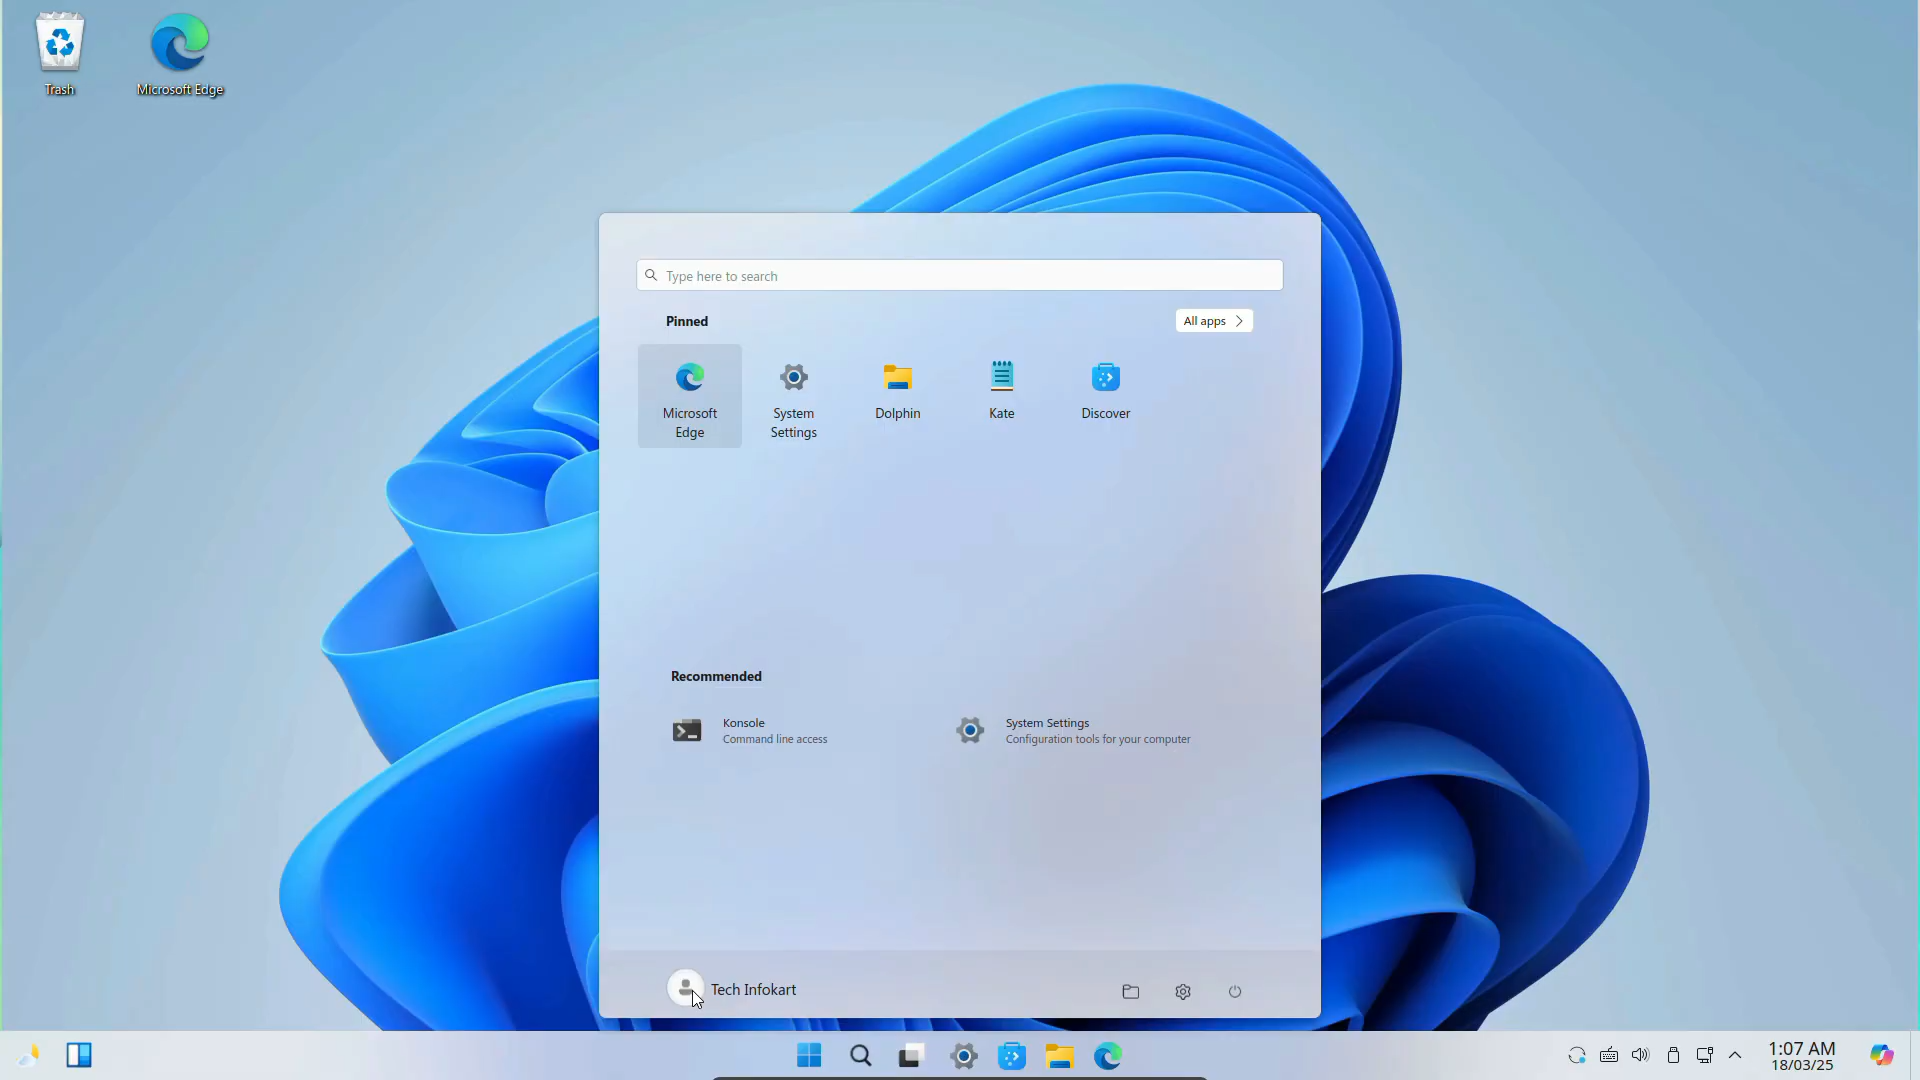 Trash
Microsoft Edge
Type here to search
Pinned
All apps
Microsoft
Edge
System
Settings
Dolphin
Kate
Discover
Recommended
Konsole
Command line access
System Settings
Configuration tools for your computer
Tech Infokart
1:07 AM
18/03/25